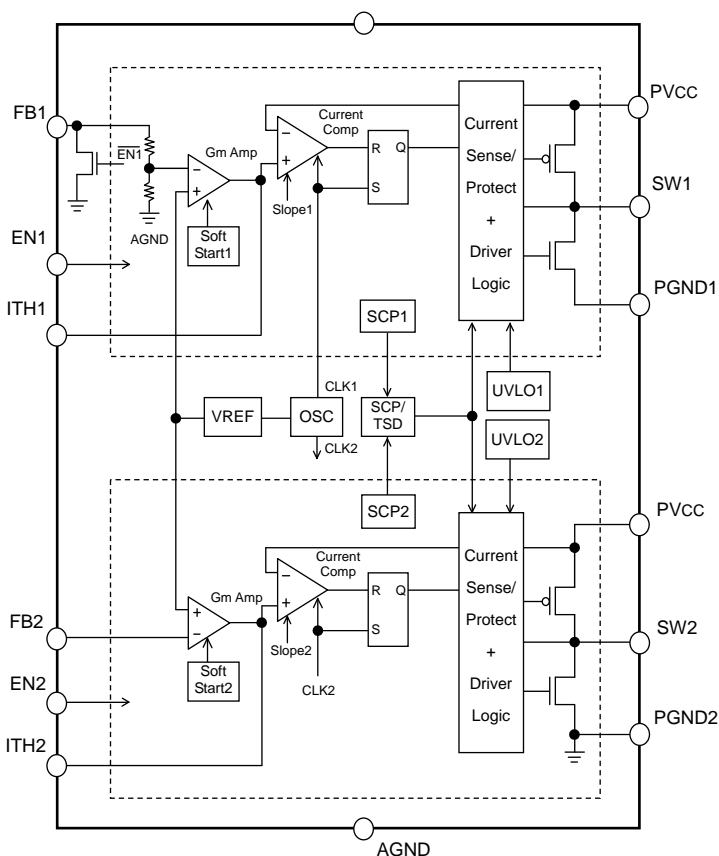 PVCC
FB1
Current
Comp
Current
Sense/
Protect
+
Driver
Logic
−
+
R Q
S
EN1
Gm Amp
−
+
SW1
Slope1
Soft
Start1
AGND
EN1
PGND1
ITH1
SCP1
CLK1
UVLO1
VREF
OSC
SCP/
TSD
CLK2
UVLO2
SCP2
PVCC
Current
Comp
Current
Sense/
Protect
+
Driver
Logic
−
+
R Q
S
Gm Amp
+
−
FB2
SW2
Slope2
Soft
Start2
CLK2
EN2
PGND2
ITH2
AGND